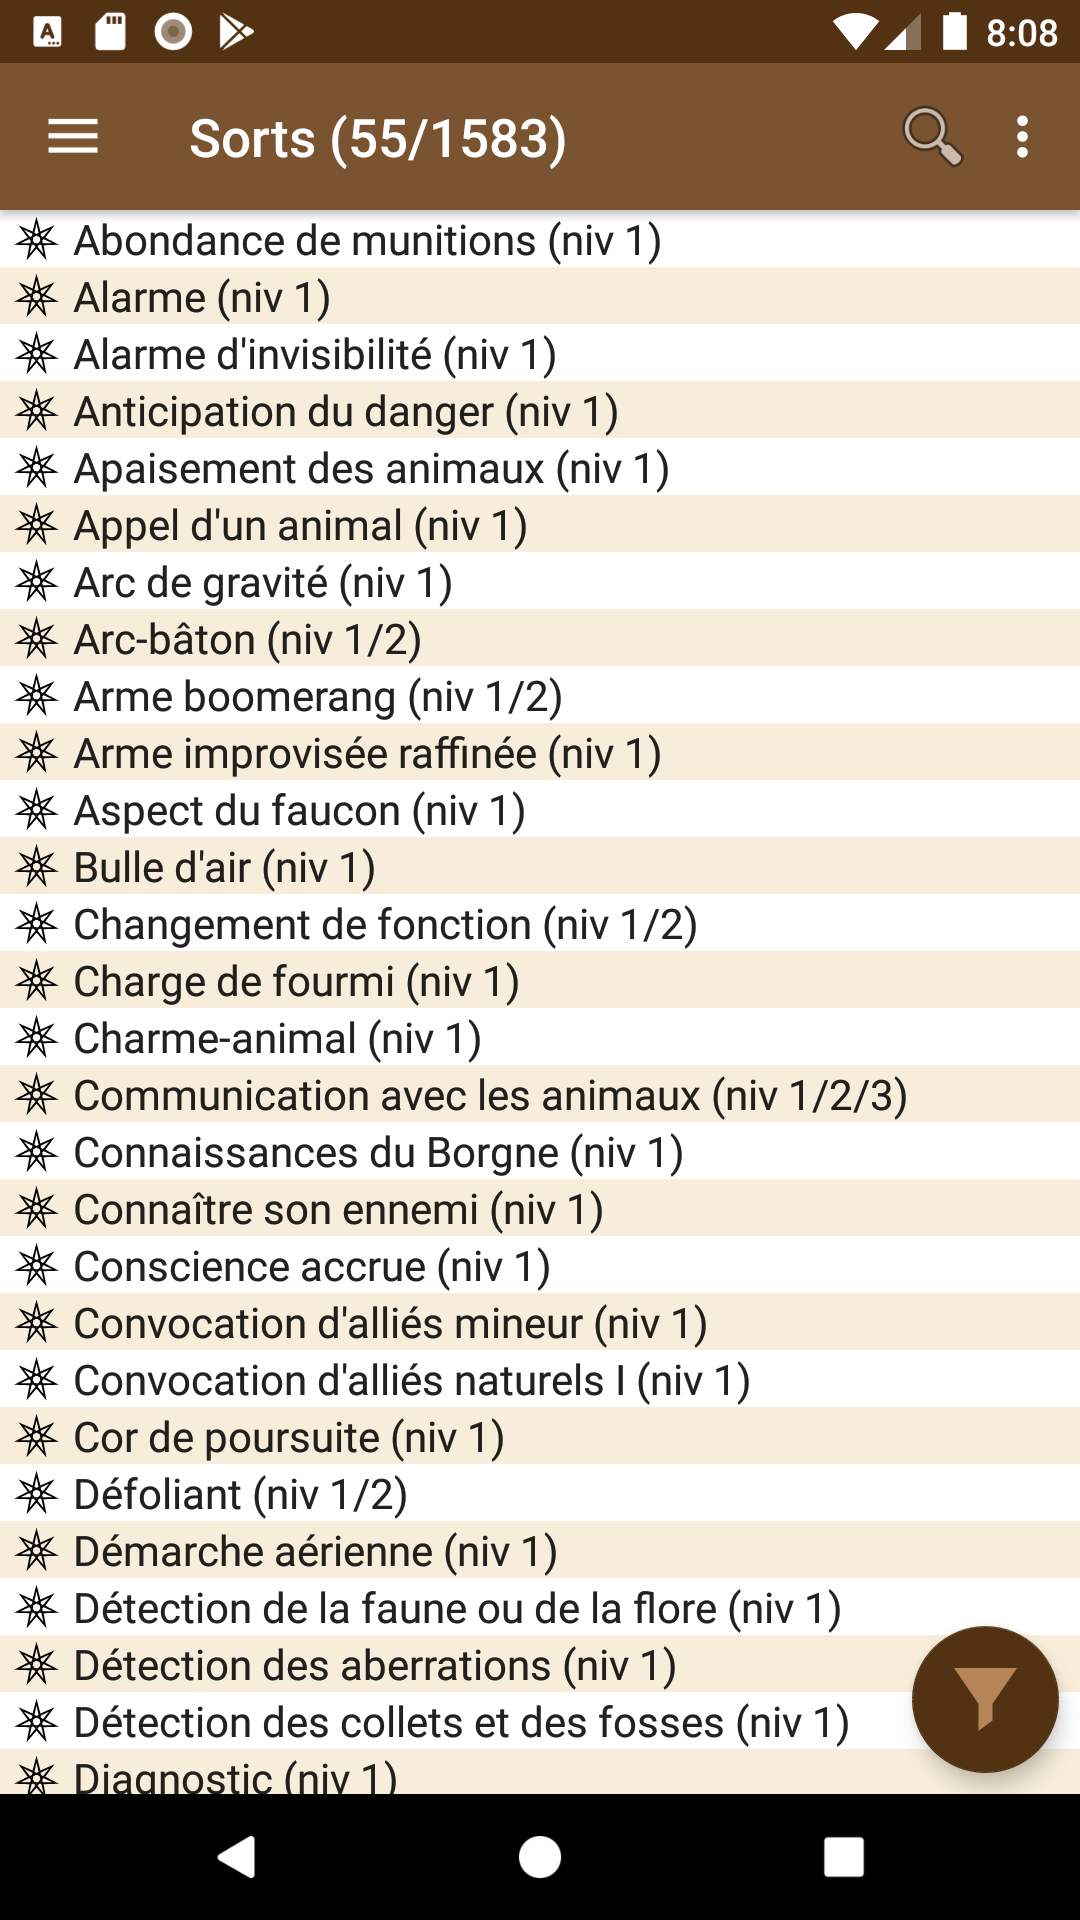 A
8:08
Sorts (55/1583)
Abondance de munitions (niv 1)
Alarme (niv 1)
Alarme d'invisibilité (niv 1)
Anticipation du danger (niv 1)
Apaisement des animaux (niv 1)
Appel d'un animal (niv 1)
Arc de gravité (niv 1)
Arc-bâton (niv 1/2)
Arme boomerang (niv 1/2)
Arme improvisée raffinée (niv 1)
Aspect du faucon (niv 1)
Bulle d'air (niv 1)
Changement de fonction (niv 1/2)
Charge de fourmi (niv 1)
Charme-animal (niv 1)
Communication avec les animaux (niv 1/2/3)
Connaissances du Borgne (niv 1)
Connaître son ennemi (niv 1)
Conscience accrue (niv 1)
Convocation d'alliés mineur (niv 1)
Convocation d'alliés naturels I (niv 1)
Cor de poursuite (niv 1)
Défoliant (niv 1/2)
Démarche aérienne (niv 1)
Détection de la faune ou de la flore (niv 1)
Détection des aberrations (niv 1)
Détection des collets et des fosses (niv 1)
Diagnostic (niv 1)